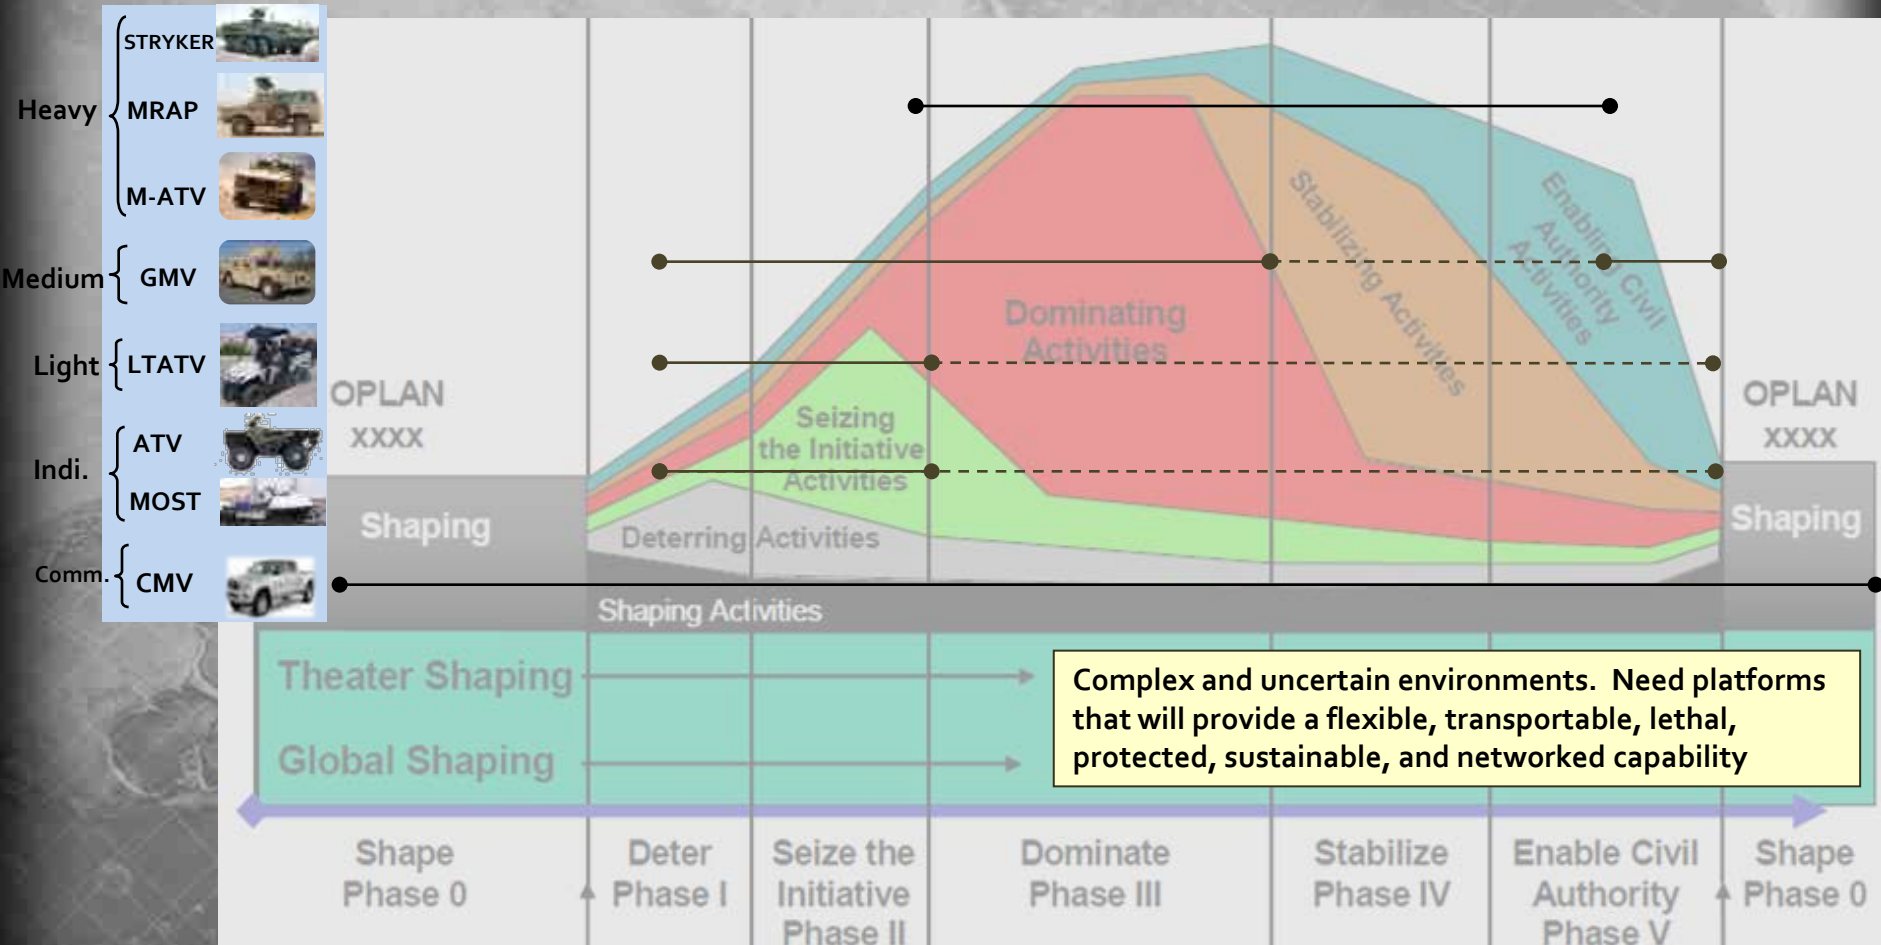 STRYKER
Heavy
MRAP
M-ATV
Medium
GMV
Light
LTATV
ATV
Indi.
MOST
Comm.
CMV
OPLAN
XXXX
Shaping
Deterring Activities
Seizing
the Initiative
Activities
Dominating
Activities
Stabilizing Activities
Enabling Civil
Authority
Activities
OPLAN
XXXX
Shaping
Shaping Activities
Theater Shaping
Global Shaping
Complex and uncertain environments.  Need platforms
that will provide a flexible, transportable, lethal,
protected, sustainable, and networked capability
Shape
Phase 0
Deter
Phase I
Seize the
Initiative
Phase II
Dominate
Phase III
Stabilize
Phase IV
Enable Civil
Authority
Phase V
Shape
Phase 0